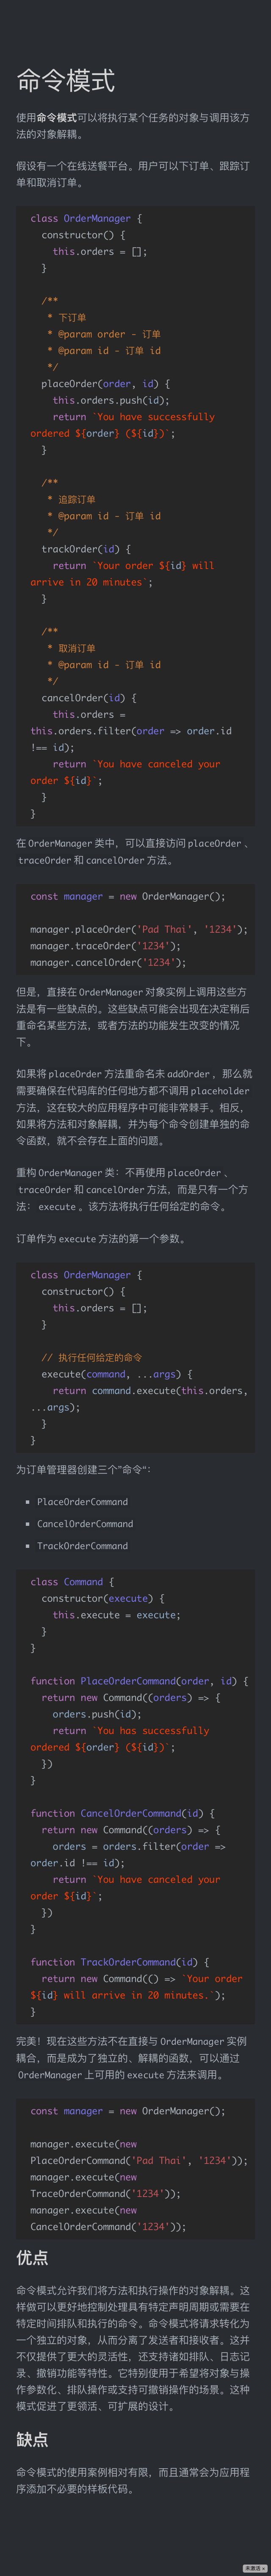 命令模式
使用命令模式可以将执行某个任务的对象与调用该方
法的对象解耦。
假设有一个在线送餐平台。用户可以下订单、跟踪订
单和取消订单。
class OrderManager {
constructor() {
this.orders = [];
}
/**
* 下订单
* @param order - 订单
* @param id - 订单 id
*/
placeOrder(order, id) {
this.orders.push(id);
return `You have successfully
ordered ${order} (${id})`;
}
/**
* 追踪订单
* @param id - 订单 id
*/
trackOrder(id) {
return `Your order ${id} will
arrive in 20 minutes`;
}
/**
* 取消订单
* @param id - 订单 id
*/
cancelOrder(id) {
this.orders =
this.orders.filter(order => order.id
!== id);
return `You have canceled your
order ${id}`;
}
}
在 OrderManager 类中，可以直接访问 placeOrder 、
traceOrder 和 cancelOrder 方法。
const manager = new OrderManager();
manager.placeOrder('Pad Thai', '1234');
manager.traceOrder('1234');
manager.cancelOrder('1234');
但是，直接在 OrderManager 对象实例上调用这些方
法是有一些缺点的。这些缺点可能会出现在决定稍后
重命名某些方法，或者方法的功能发生改变的情况
下。
如果将 placeOrder 方法重命名未 addOrder ，那么就
需要确保在代码库的任何地方都不调用 placeholder
方法，这在较大的应用程序中可能非常棘手。相反，
如果将方法和对象解耦，并为每个命令创建单独的命
令函数，就不会存在上面的问题。
重构 OrderManager 类：不再使用 placeOrder 、
traceOrder 和 cancelOrder 方法，而是只有一个方
法： execute 。该方法将执行任何给定的命令。
订单作为 execute 方法的第一个参数。
class OrderManager {
constructor() {
this.orders = [];
}
// 执行任何给定的命令
execute(command, ...args) {
return command.execute(this.orders,
...args);
}
}
为订单管理器创建三个”命令“：
▪ PlaceOrderCommand
▪ CancelOrderCommand
▪ TrackOrderCommand
class Command {
constructor(execute) {
this.execute = execute;
}
}
function PlaceOrderCommand(order, id) {
return new Command((orders) => {
orders.push(id);
return `You has successfully
ordered ${order} (${id})`;
})
}
function CancelOrderCommand(id) {
return new Command((orders) => {
orders = orders.filter(order =>
order.id !== id);
return `You have canceled your
order ${id}`;
})
}
function TrackOrderCommand(id) {
return new Command(() => `Your order
${id} will arrive in 20 minutes.`);
}
完美！现在这些方法不在直接与 OrderManager 实例
耦合，而是成为了独立的、解耦的函数，可以通过
OrderManager 上可用的 execute 方法来调用。
const manager = new OrderManager();
manager.execute(new
PlaceOrderCommand('Pad Thai', '1234'));
manager.execute(new
TraceOrderCommand('1234'));
manager.execute(new
CancelOrderCommand('1234'));
优点
命令模式允许我们将方法和执行操作的对象解耦。这
样做可以更好地控制处理具有特定声明周期或需要在
特定时间排队和执行的命令。命令模式将请求转化为
一个独立的对象，从而分离了发送者和接收者。这并
不仅提供了更大的灵活性，还支持诸如排队、日志记
录、撤销功能等特性。它特别使用于希望将对象与操
作参数化、排队操作或支持可撤销操作的场景。这种
模式促进了更领活、可扩展的设计。
缺点
命令模式的使用案例相对有限，而且通常会为应用程
序添加不必要的样板代码。
未激活 ×